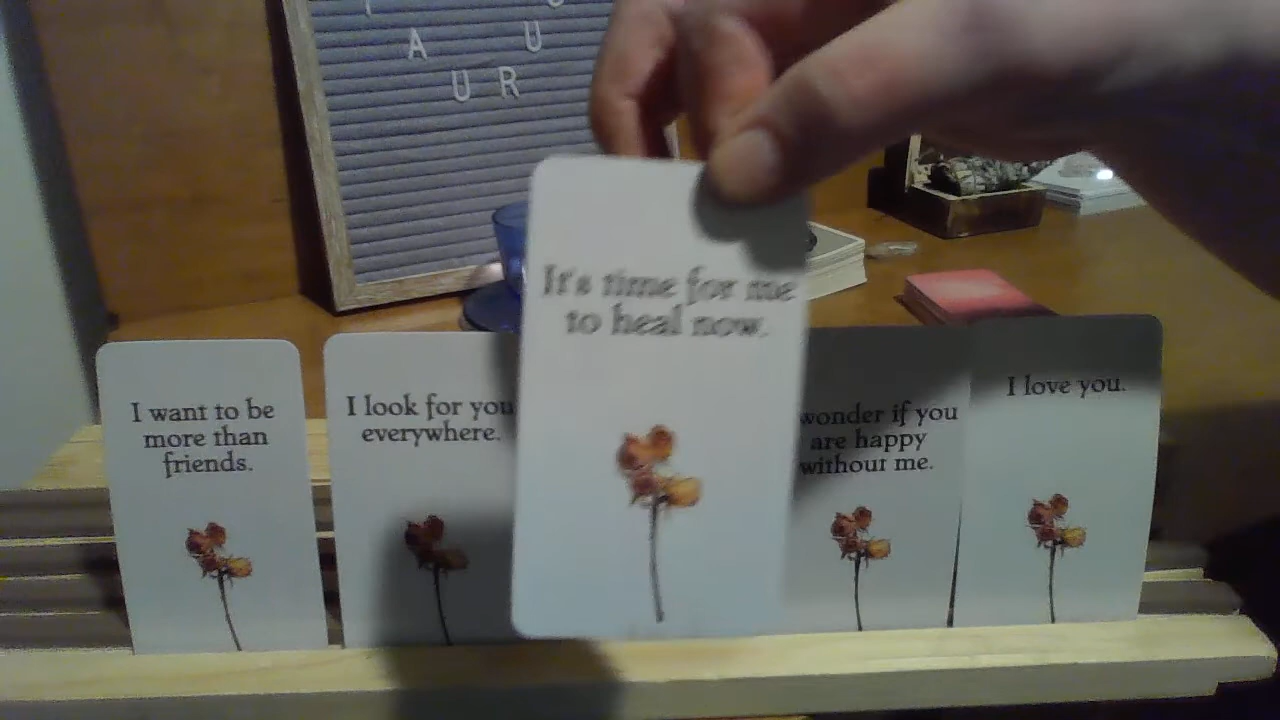 A U
U R
It's time for me
to heal now.
I want to be
more than
friends.
I look for you
everywhere.
wonder if you
are happy
without me.
I love you.